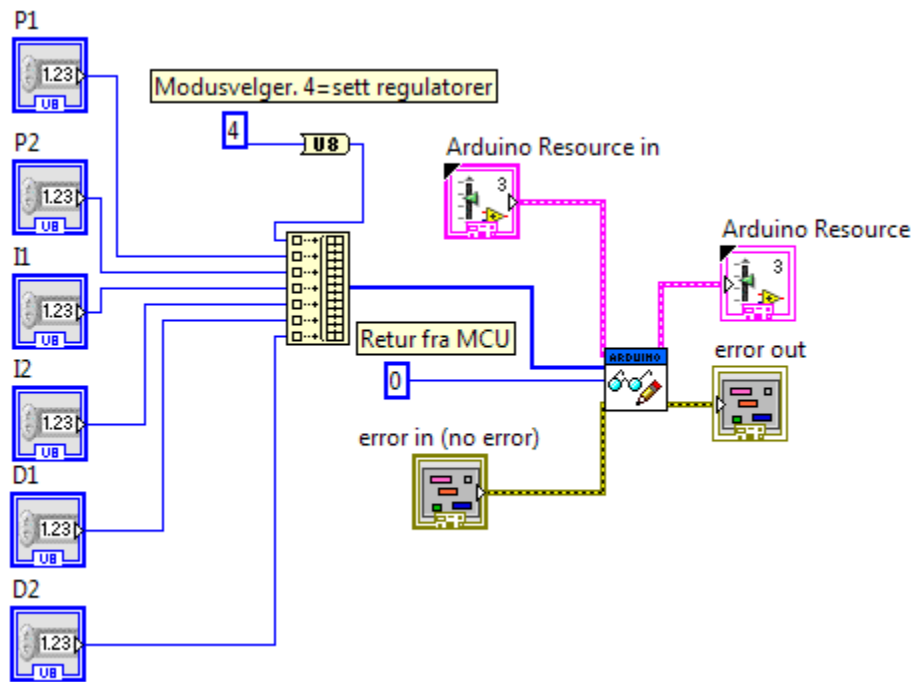 P1
1.23
U8
Modusvelger. 4=sett regulatorer
4
U8
P2
1.23
U8
Arduino Resource in
3
Arduino Resource
3
I1
1.23
U8
Retur fra MCU
0
ARDUINO
error out
I2
1.23
U8
error in (no error)
D1
1.23
U8
D2
1.23
U8